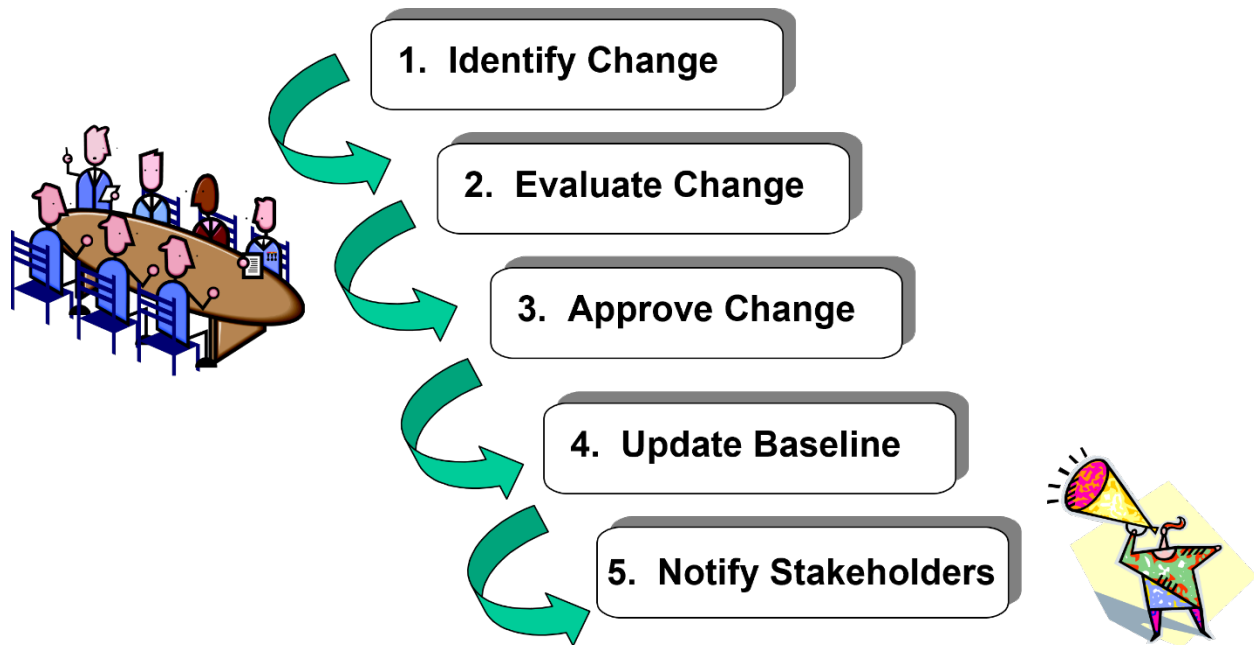 1. Identify Change
2. Evaluate Change
3. Approve Change
4. Update Baseline
5. Notify Stakeholders